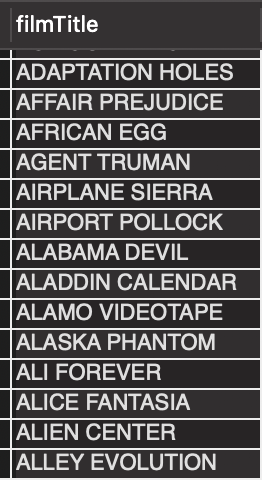 filmTitle
ADAPTATION HOLES
AFFAIR PREJUDICE
AFRICAN EGG
AGENT TRUMAN
AIRPLANE SIERRA
AIRPORT POLLOCK
ALABAMA DEVIL
ALADDIN CALENDAR
ALAMO VIDEOTAPE
ALASKA PHANTOM
ALI FOREVER
ALICE FANTASIA
ALIEN CENTER
ALLEY EVOLUTION